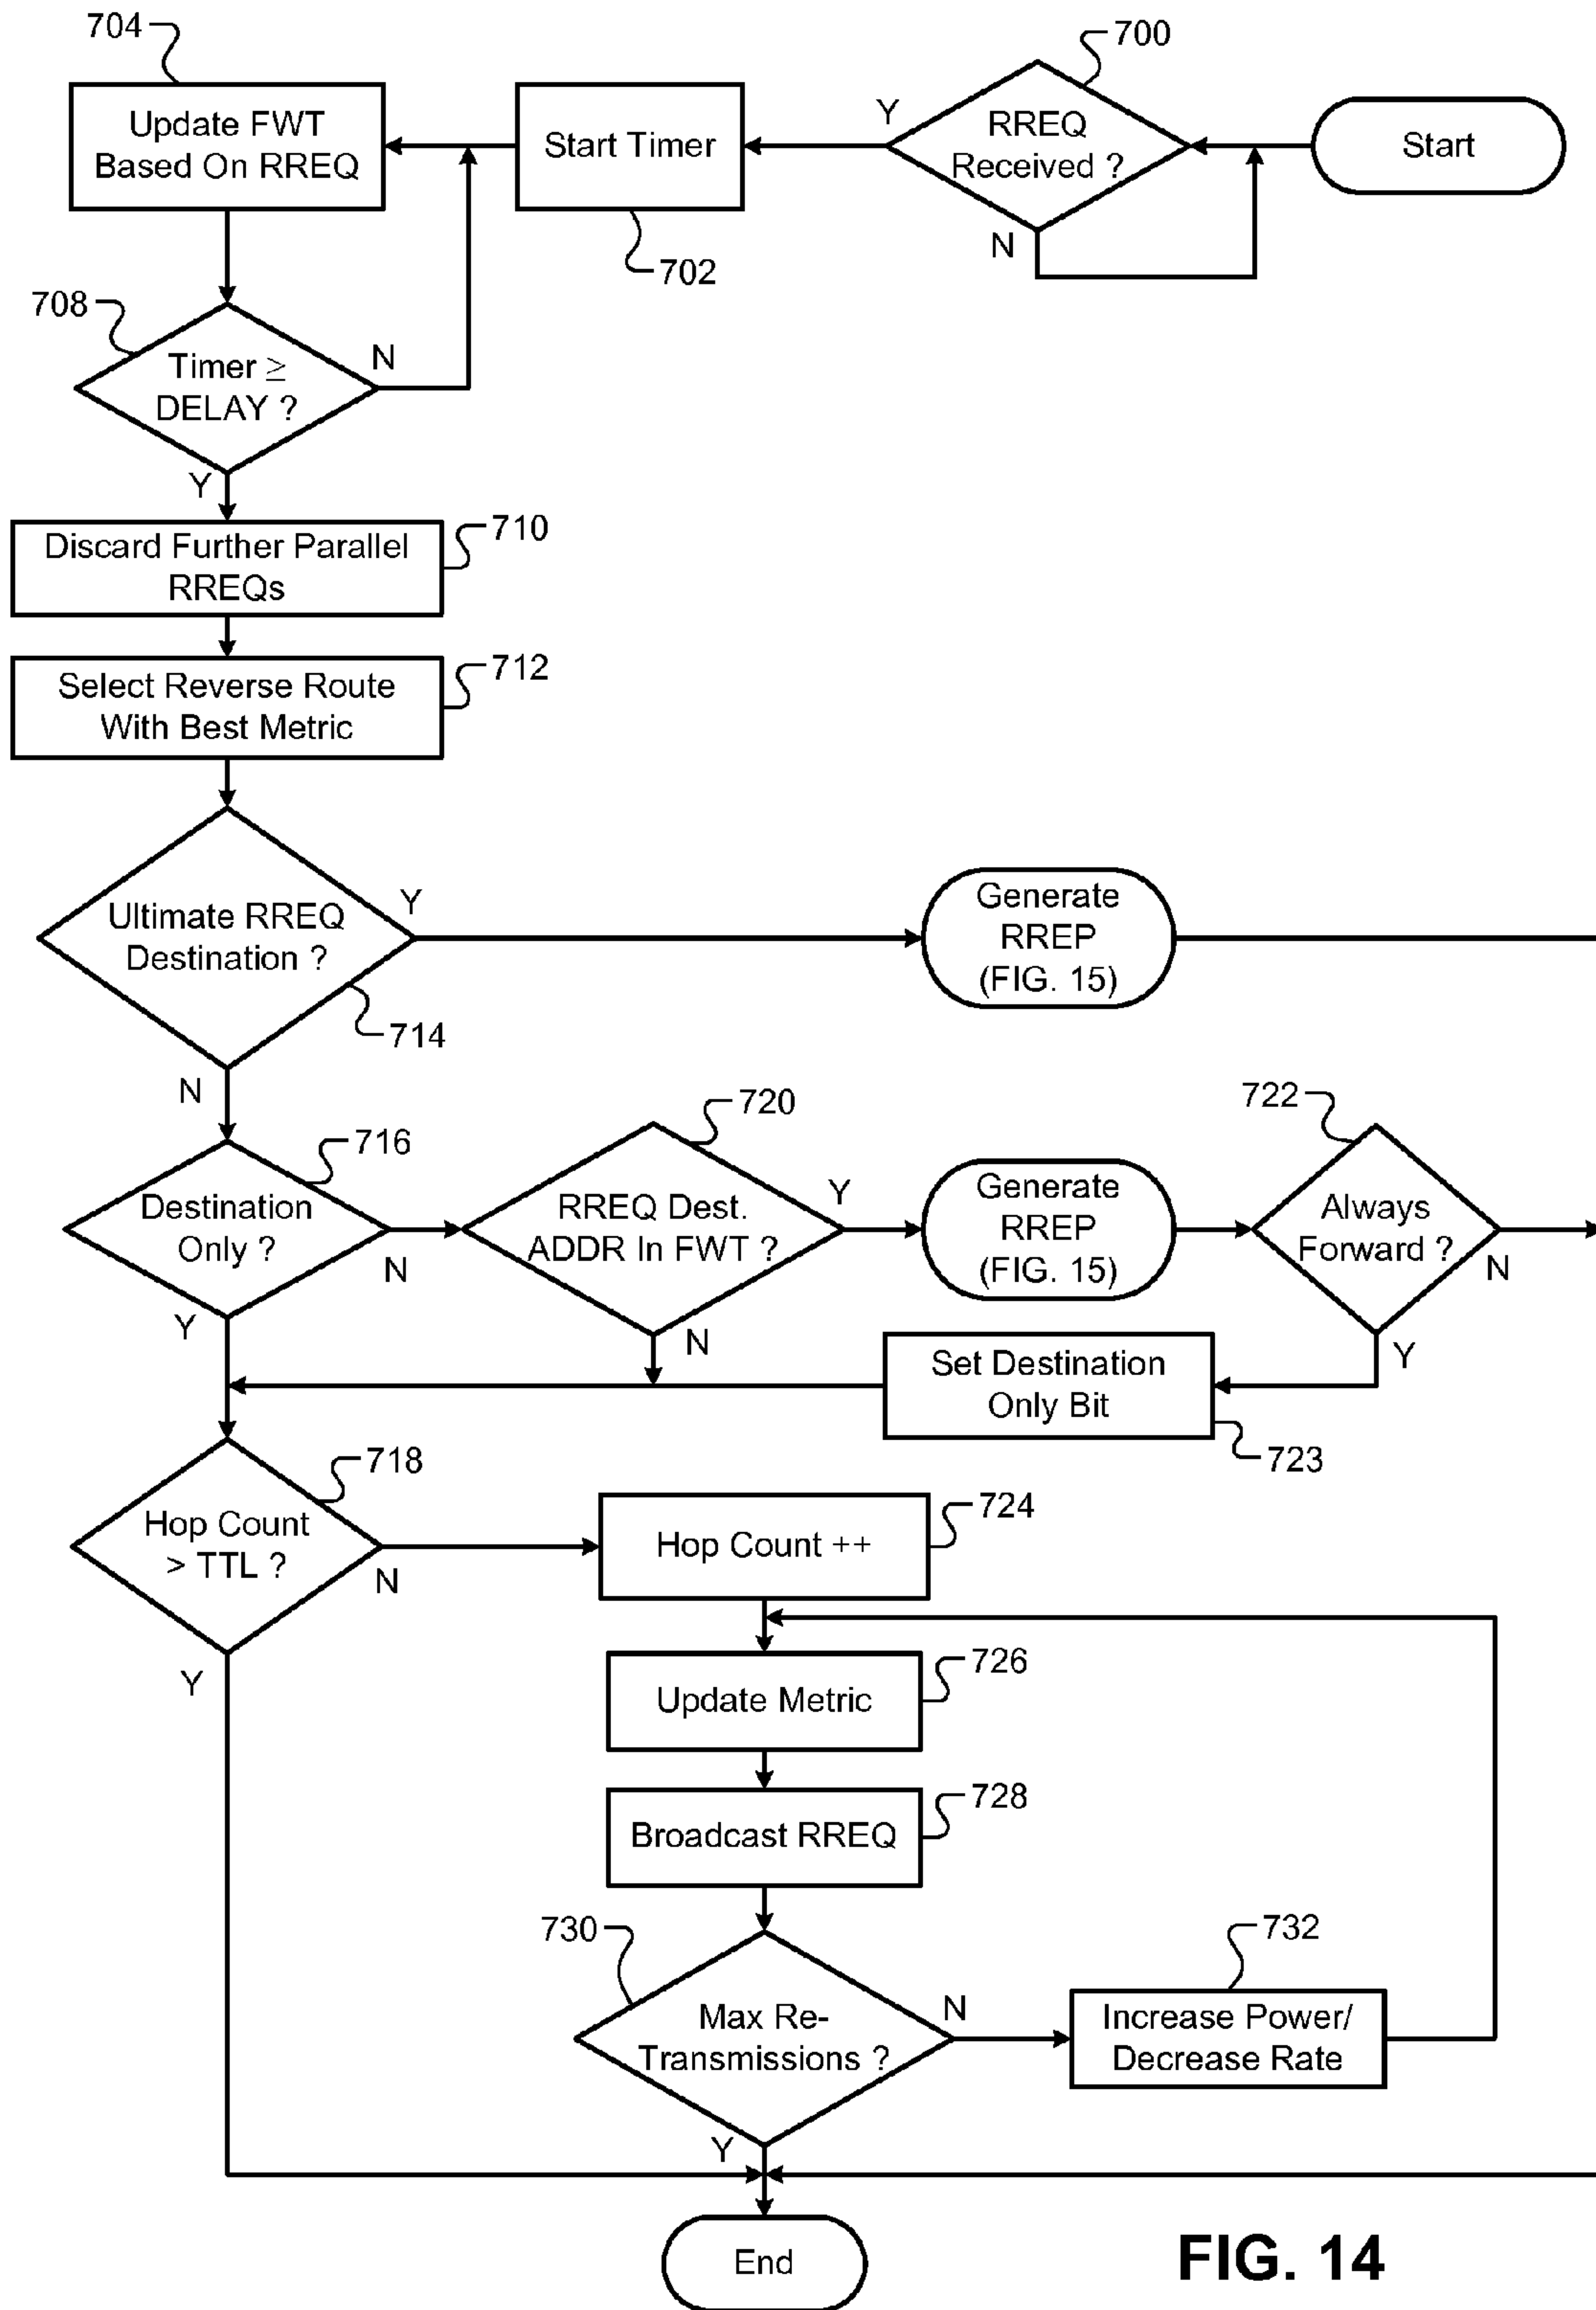 704
700
Update FWT
Based On RREQ
Start Timer
Y
RREQ
Received ?
Start
N
702
708
Timer ≥
DELAY ?
N
Y
Discard Further Parallel
RREQs
710
Select Reverse Route
With Best Metric
712
Ultimate RREQ
Destination ?
Y
714
N
Generate
RREP
(FIG. 15)
716
Destination
Only ?
N
Y
720
RREQ Dest.
ADDR In FWT ?
Y
N
Generate
RREP
(FIG. 15)
722
Always
Forward ?
N
Y
Set Destination
Only Bit
723
718
Hop Count
> TTL ?
N
Y
Hop Count ++
724
Update Metric
726
Broadcast RREQ
728
730
Max Re-
Transmissions ?
N
Y
732
Increase Power/
Decrease Rate
End
FIG. 14